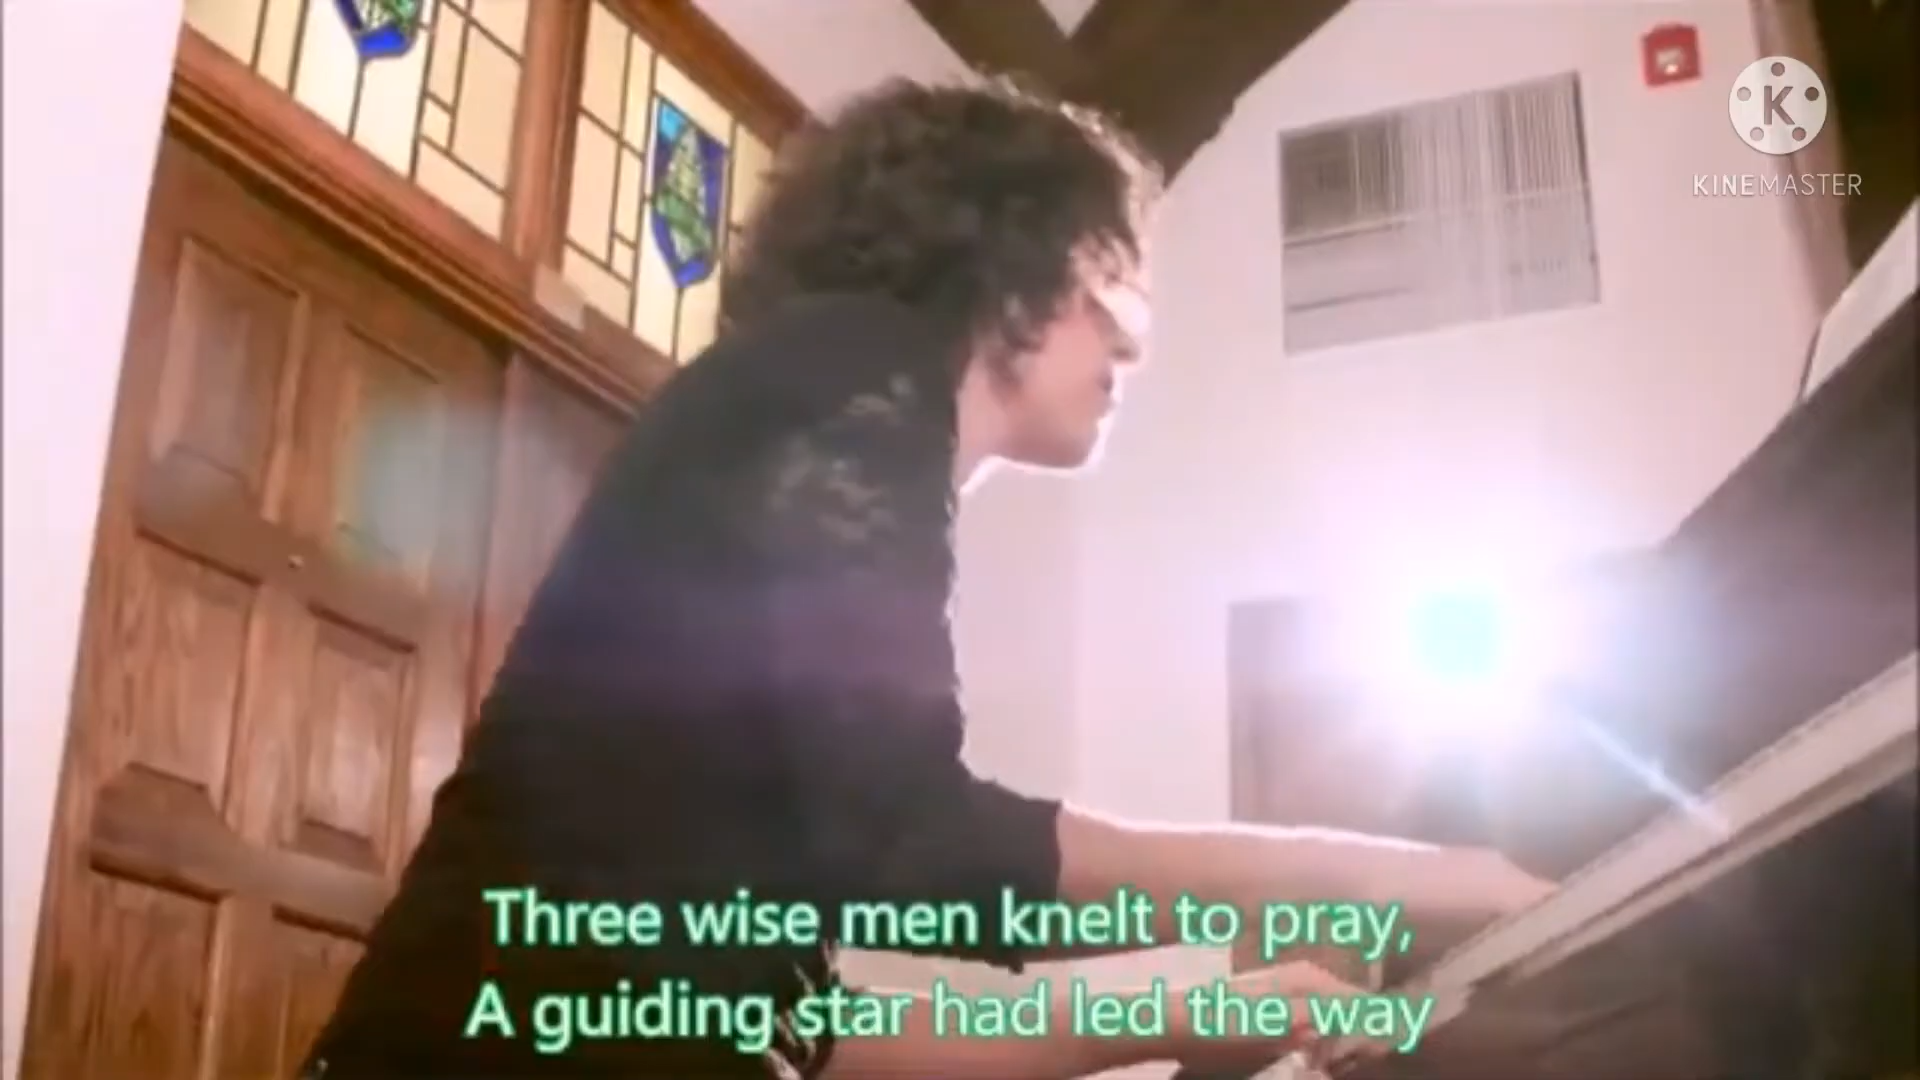 K
KINEMASTER
Three wise men knelt to pray,
A guiding star had led the way